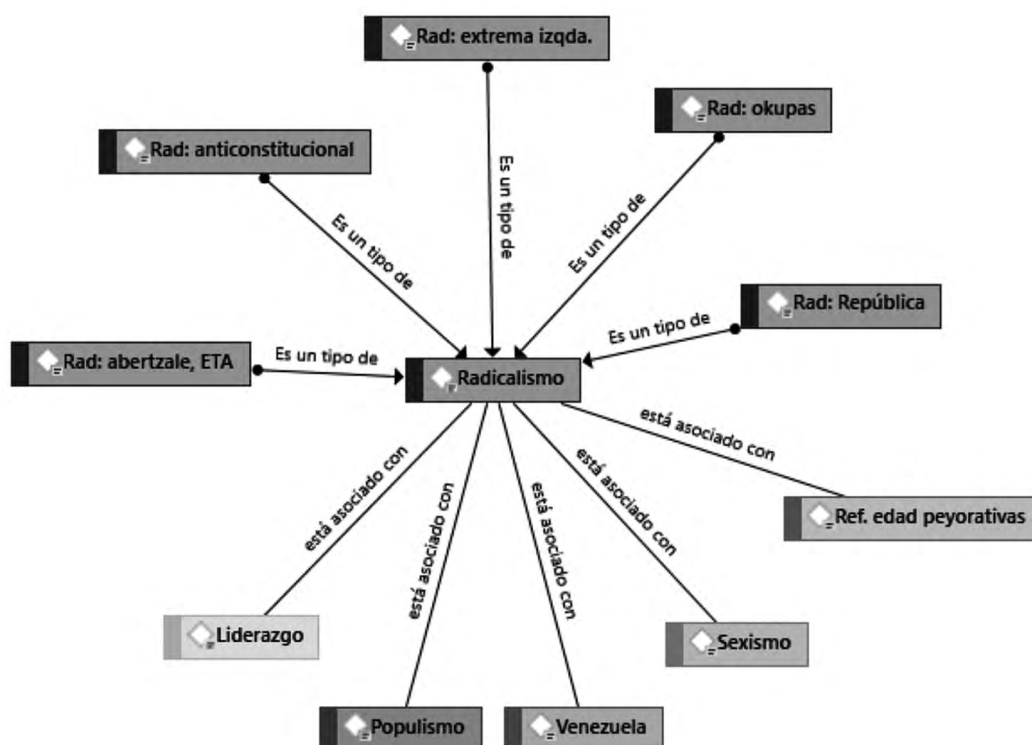 Rad: extrema izqda.
Rad: okupas
Rad: anticonstitucional
Es un tipo de
Es un tipo de
Es un tipo de
Rad: República
Es un tipo de
Rad: abertzale, ETA
Es un tipo de
Radicalismo
está asociado con
está asociado con
está asociado con
está asociado con
está asociado con
Ref. edad peyorativas
Liderazgo
Sexismo
Populismo
Venezuela